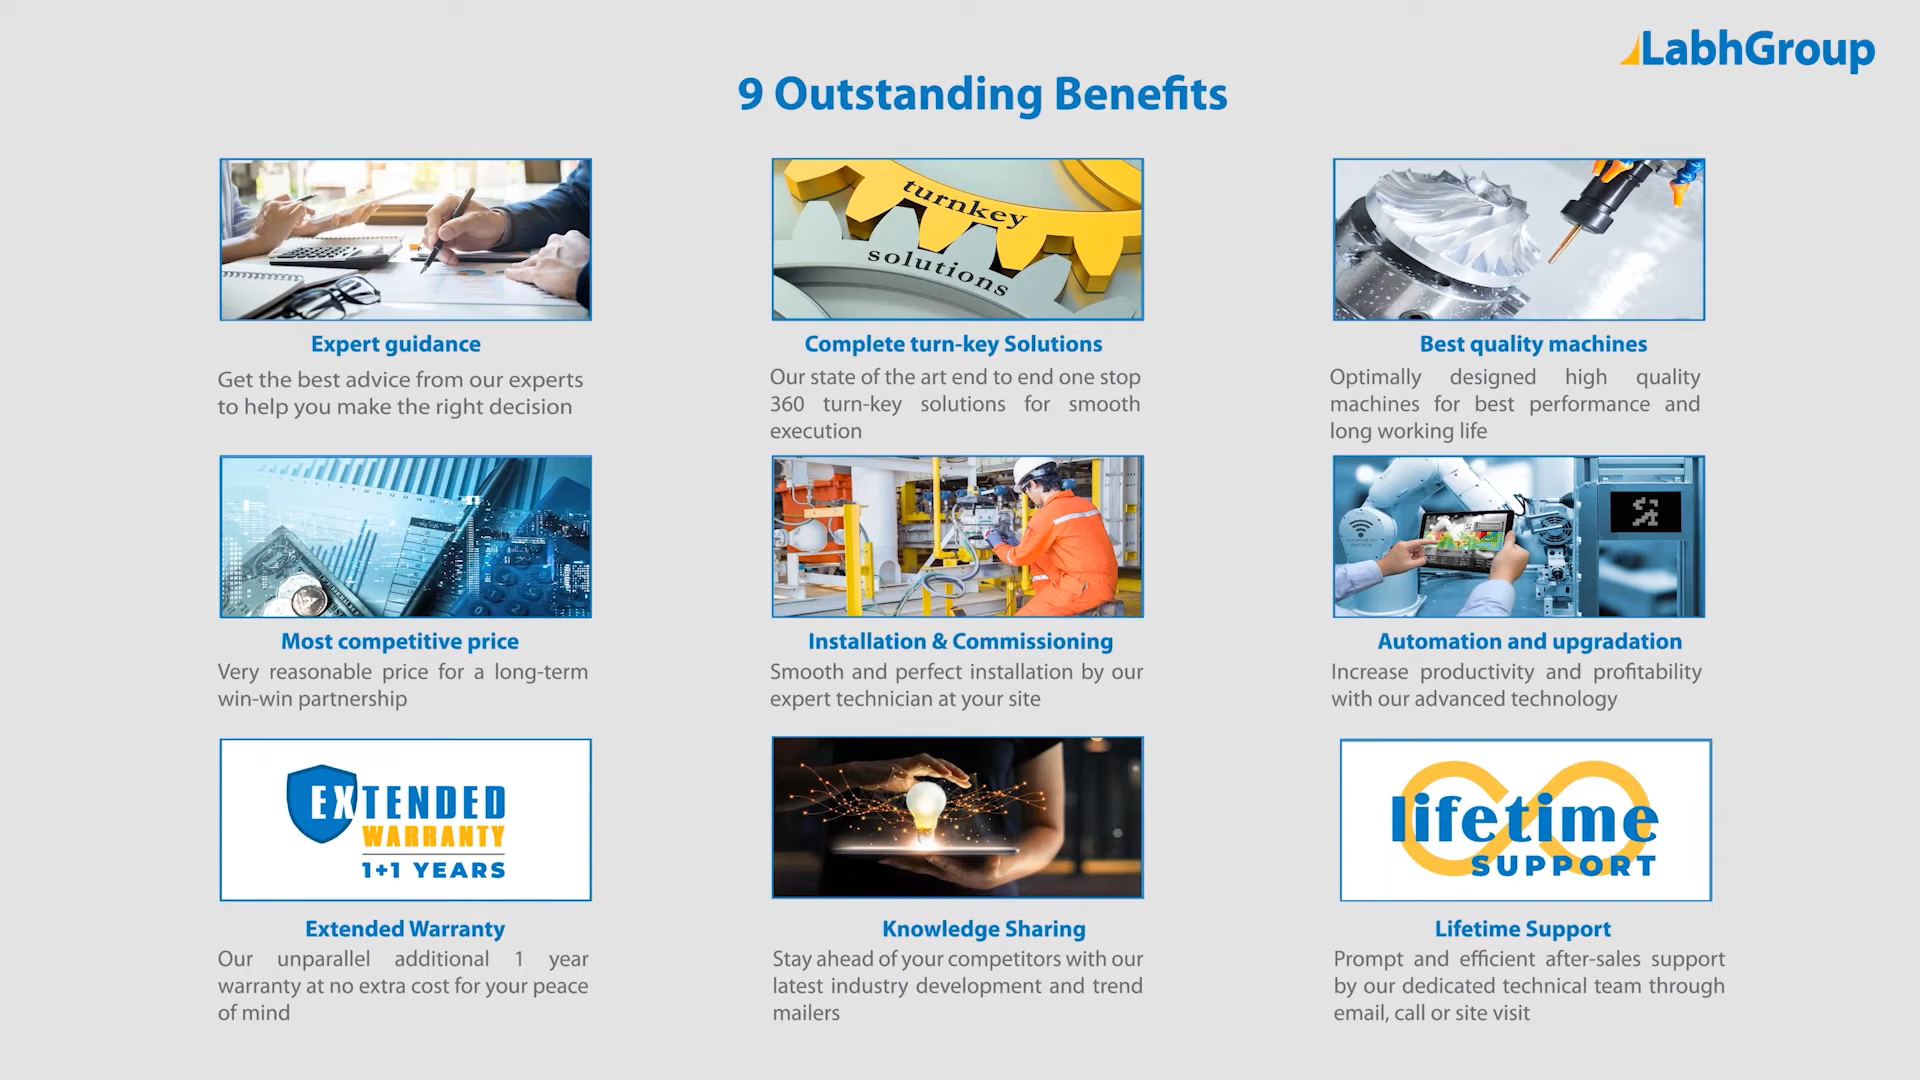 LabhGroup
9 Outstanding Benefits
turnkey
solutions
Expert guidance
Get the best advice from our experts
to help you make the right decision
Complete turn-key Solutions
Our state of the art end to end one stop
360 turn-key solutions for smooth
execution
Best quality machines
Optimally designed high quality
machines for best performance and
long working life
Most competitive price
Very reasonable price for a long-term
win-win partnership
Installation & Commissioning
Smooth and perfect installation by our
expert technician at your site
Automation and upgradation
Increase productivity and profitability
with our advanced technology
EXTENDED
WARRANTY
1+1 YEARS
Extended Warranty
Our unparallel additional 1 year
warranty at no extra cost for your peace
of mind
Knowledge Sharing
Stay ahead of your competitors with our
latest industry development and trend
mailers
lifetime
SUPPORT
Lifetime Support
Prompt and efficient after-sales support
by our dedicated technical team through
email, call or site visit